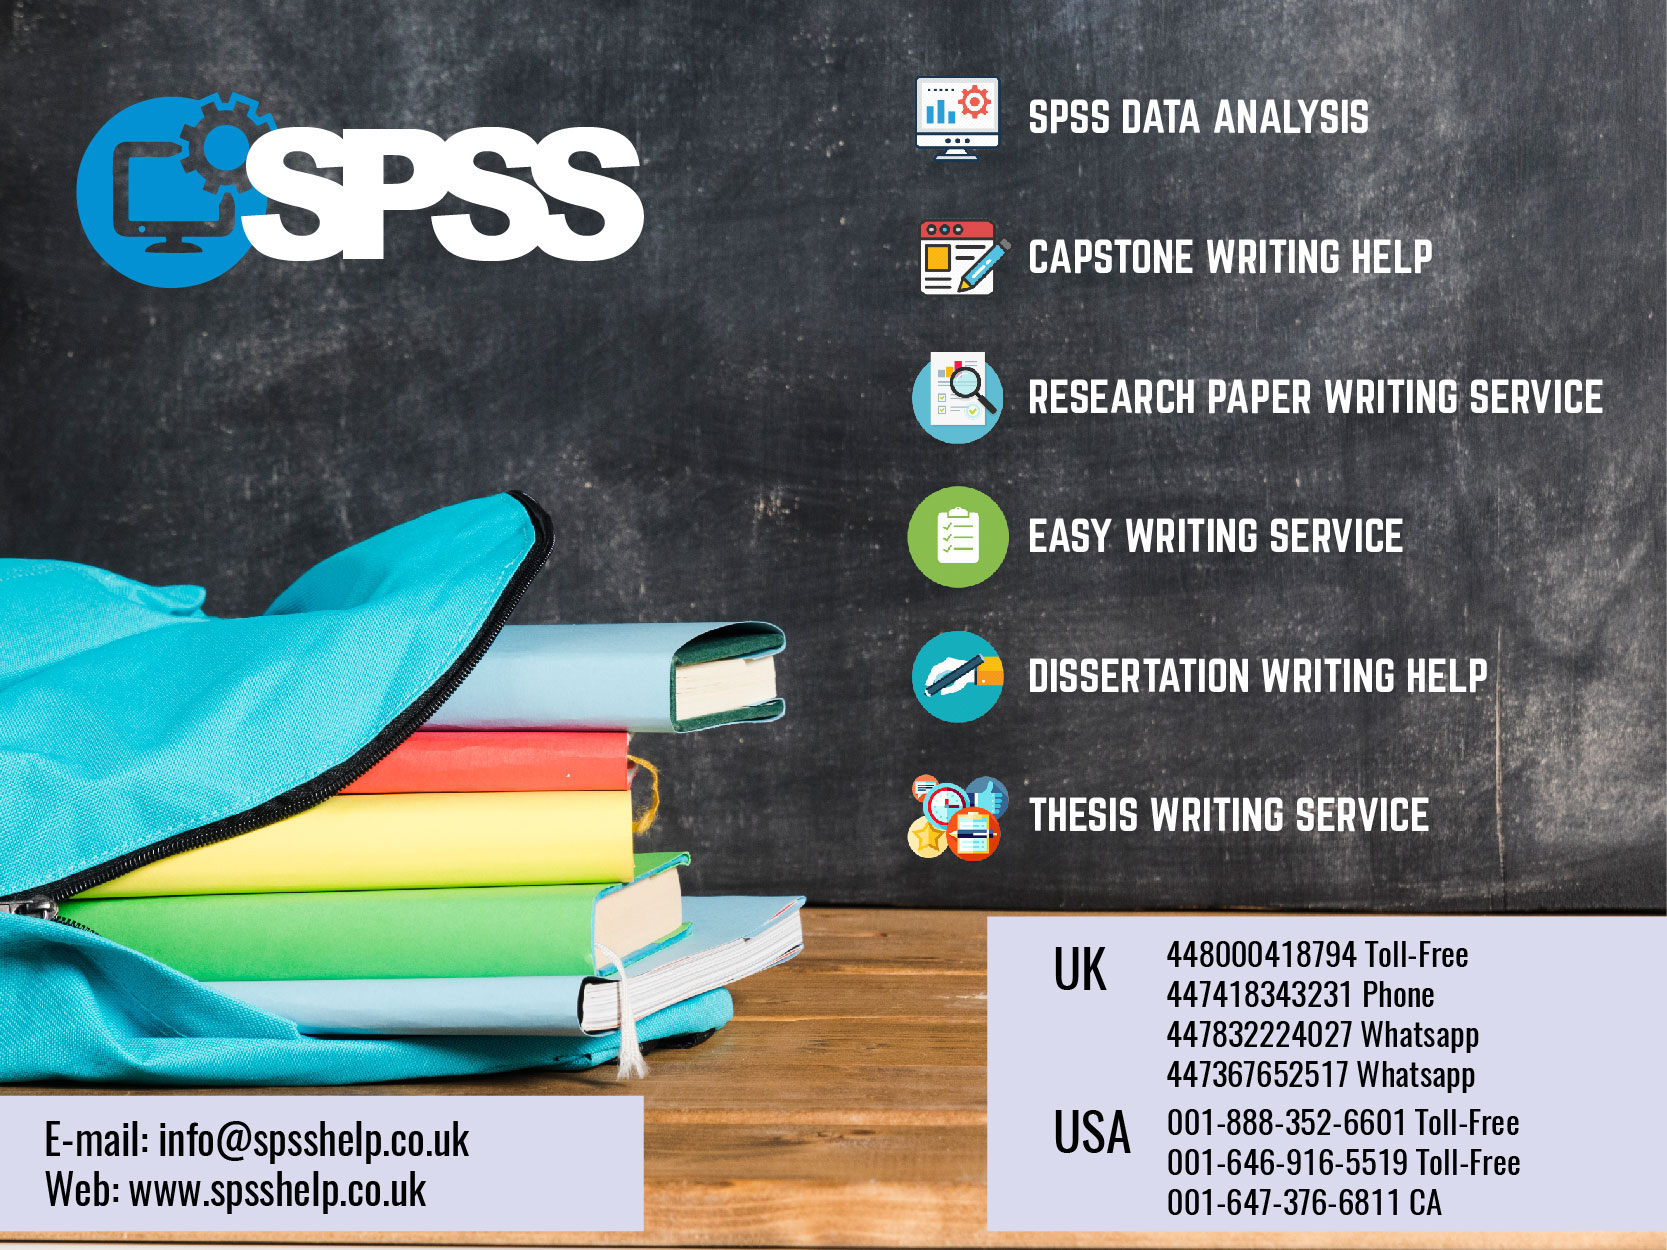 SPSS
SPSS DATA ANALYSIS
CAPSTONE WRITING HELP
RESEARCH PAPER WRITING SERVICE
EASY WRITING SERVICE
DISSERTATION WRITING HELP
THESIS WRITING SERVICE
E-mail: info@spsshelp.co.uk
Web: www.spsshelp.co.uk
UK
448000418794 Toll-Free
447418343231 Phone
447832224027 Whatsapp
447367652517 Whatsapp
USA
001-888-352-6601 Toll-Free
001-646-916-5519 Toll-Free
001-647-376-6811 CA